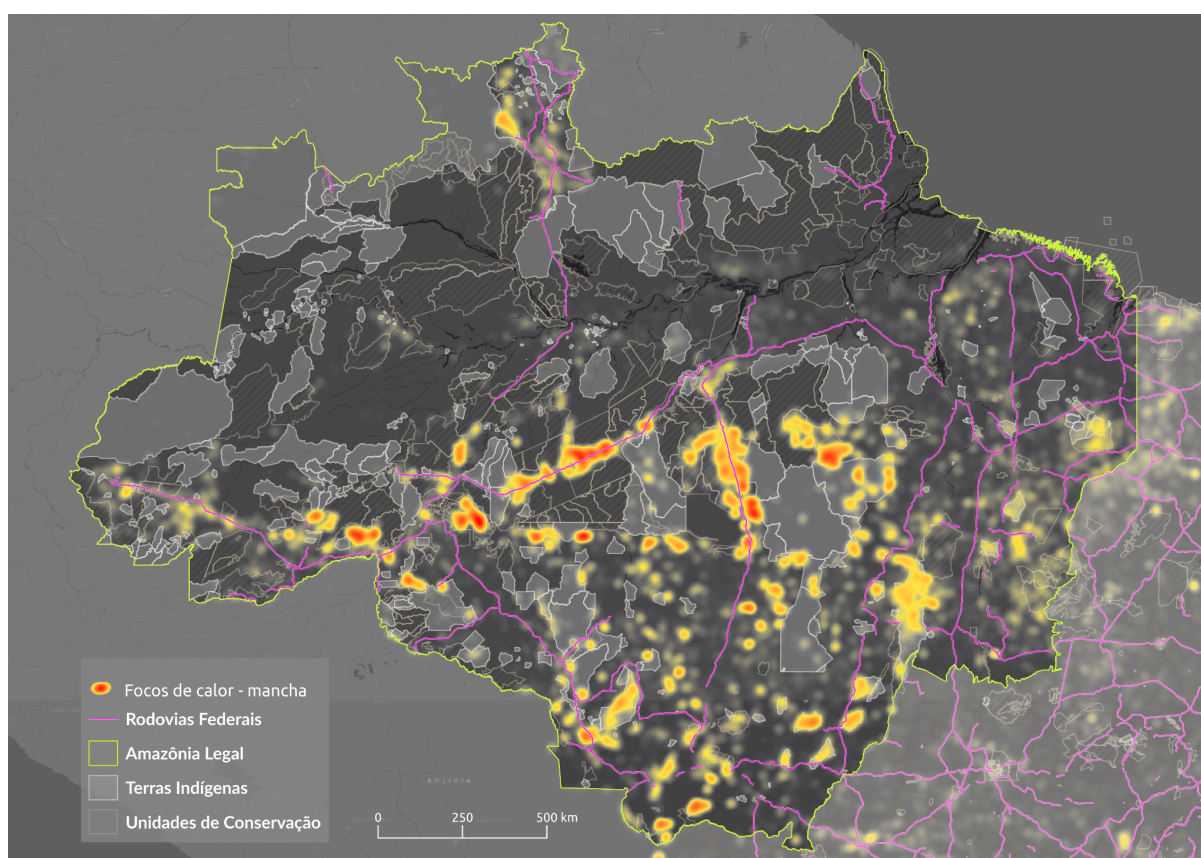 BOLIVIA
Focos de calor - mancha
Rodovias Federais
Amazônia Legal
Terras Indígenas
Unidades de Conservação
0
250
500 km